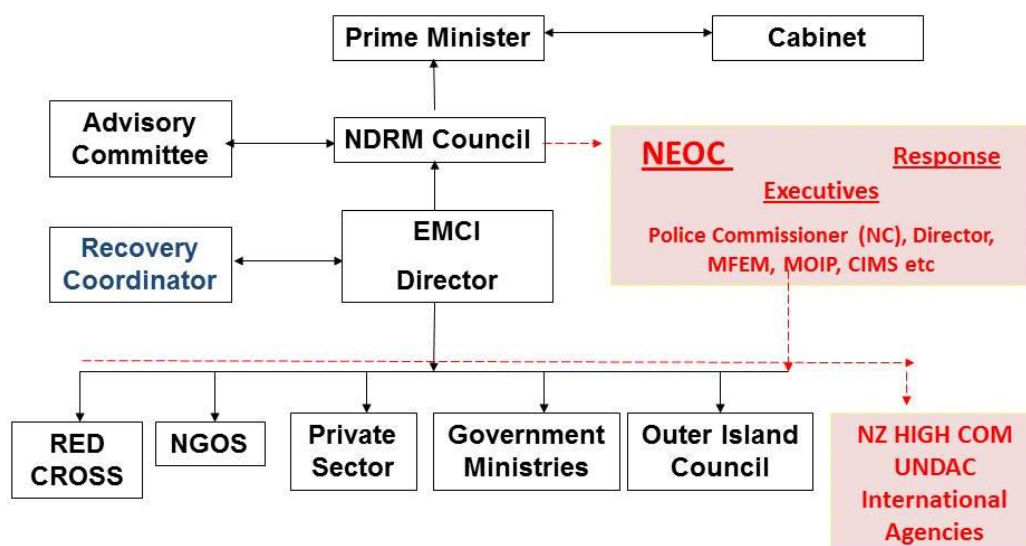 Prime Minister
Cabinet
Advisory
Committee
NDRM Council
NEOC Response
Executives
Police Commissioner (NC), Director,
MFEM, MOIP, CIMS etc
Recovery
Coordinator
EMCI
Director
RED
CROSS
NGOS
Private
Sector
Government
Ministries
Outer Island
Council
NZ HIGH COM
UNDAC
International
Agencies